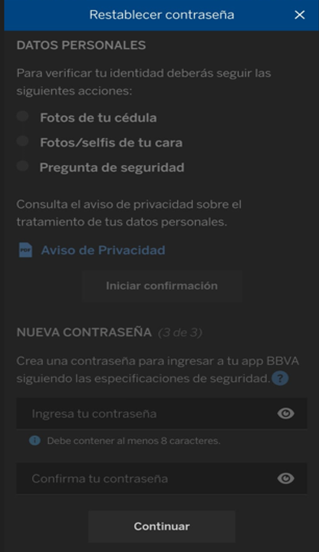 Restablecer contraseña
DATOS PERSONALES
Para verificar tu identidad deberás seguir las
siguientes acciones:
Fotos de tu cédula
Fotos/selfis de tu cara
Pregunta de seguridad
Consulta el aviso de privacidad sobre el
tratamiento de tus datos personales.
PDF Aviso de Privacidad
Iniciar confirmación
NUEVA CONTRASEÑA (3 de 3)
Crea una contraseña para ingresar a tu app BBVA
siguiendo las especificaciones de seguridad. ?
Ingresa tu contraseña
Debe contener al menos 8 caracteres.
Confirma tu contraseña
Continuar